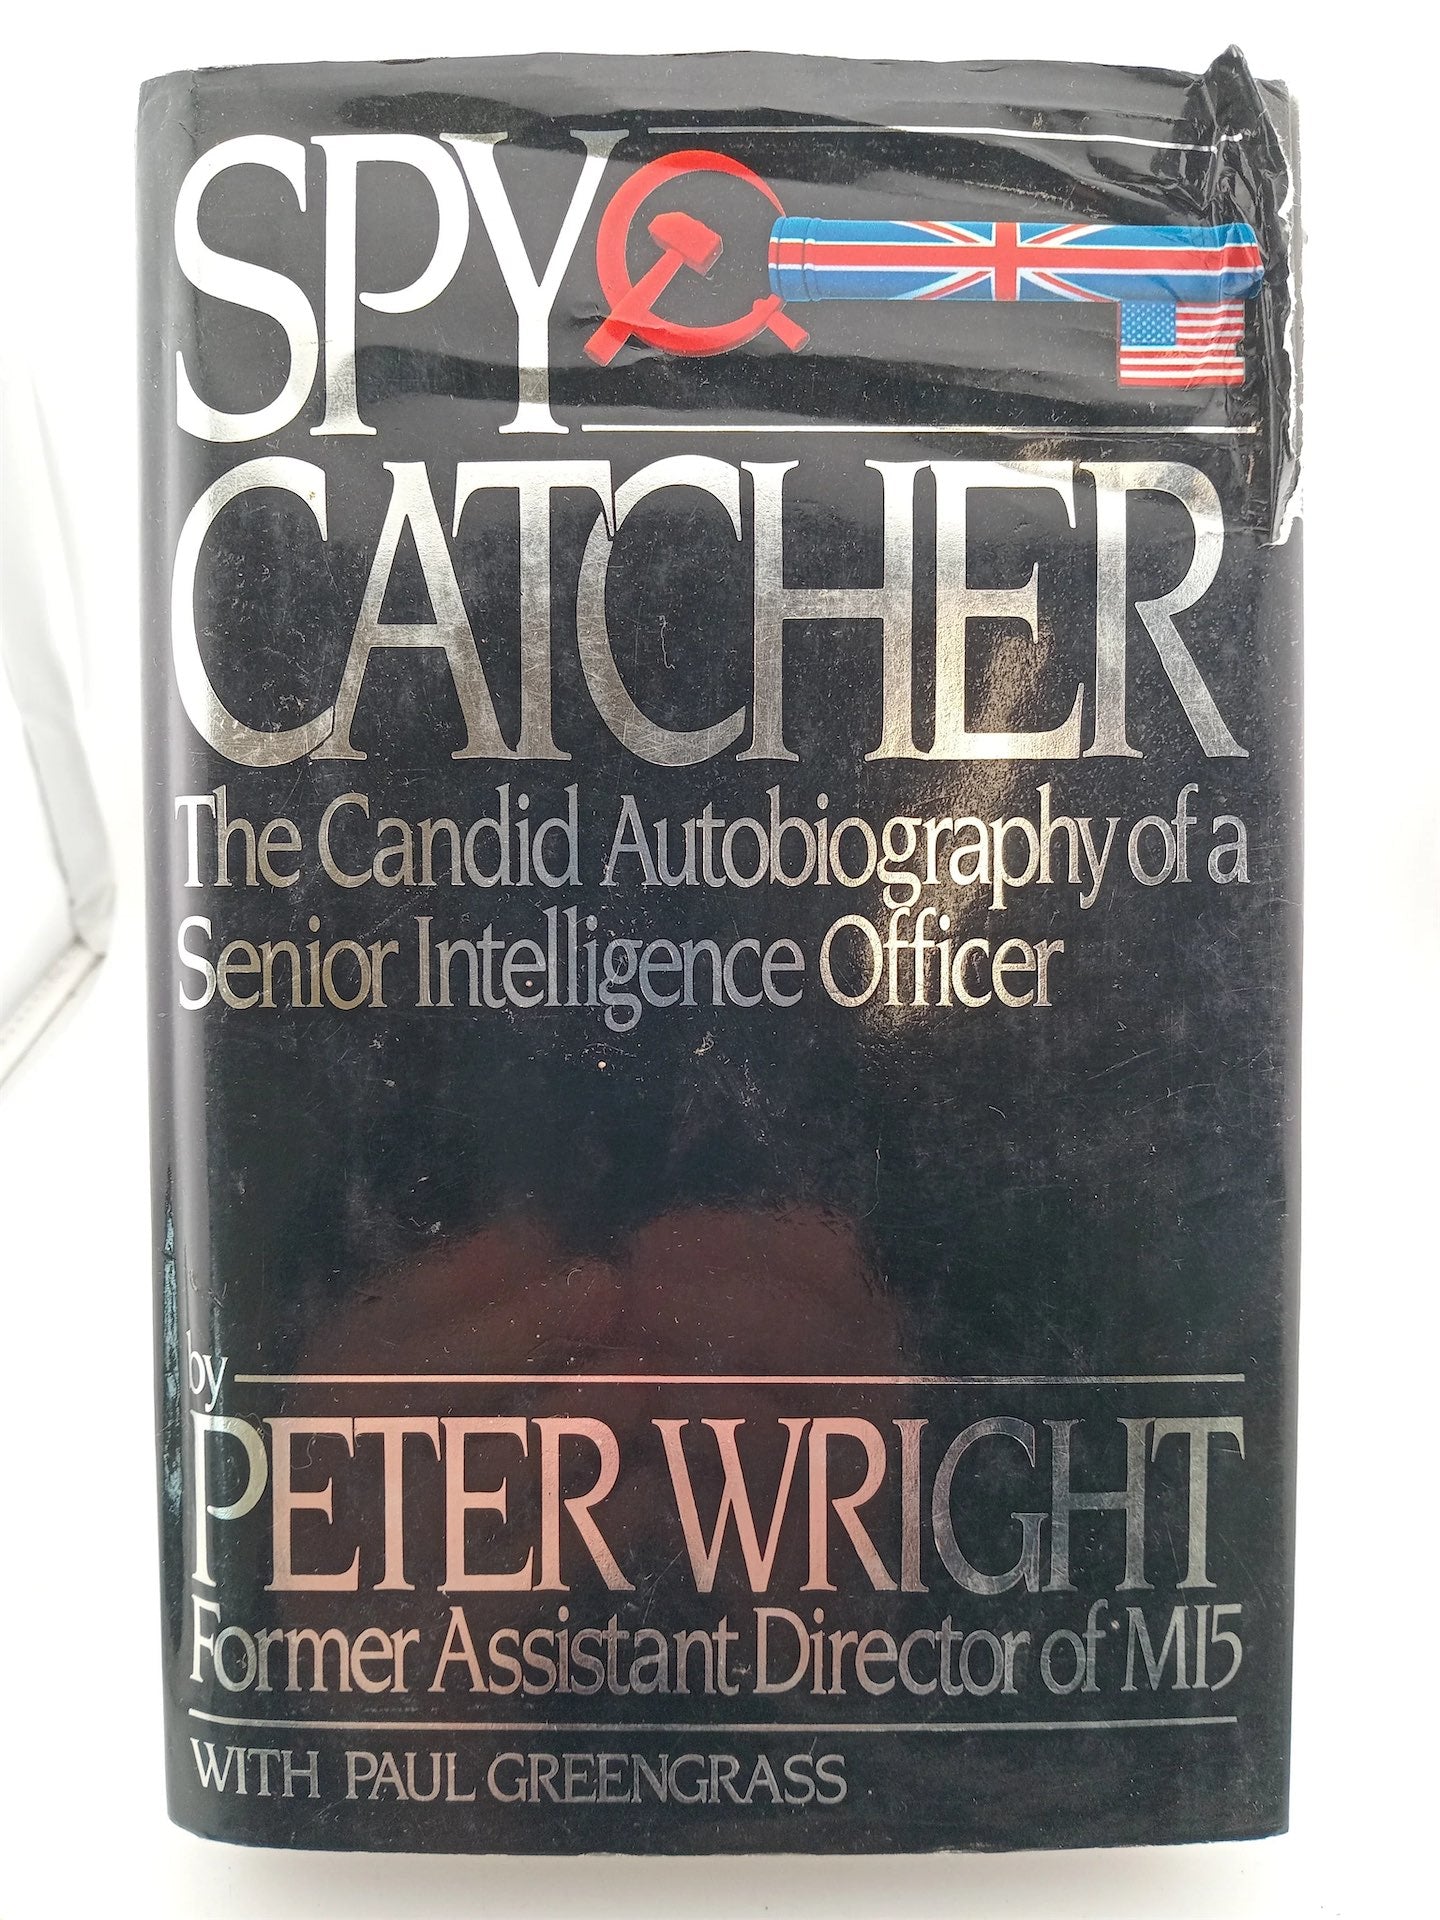 SPY
CATCHER
The Candid Autobiography of a
Senior Intelligence Officer
by
PETER WRIGHT
Former Assistant Director of MI5
WITH PAUL GREENGRASS